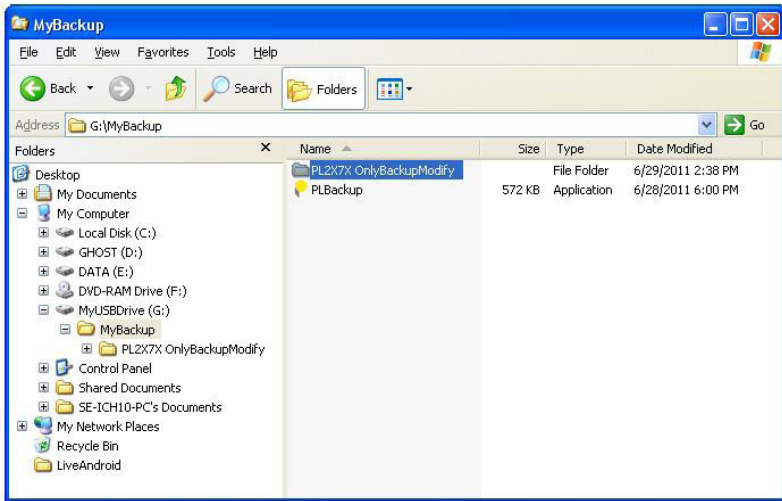 MyBackup
File Edit View Favorites Tools Help
Back Search Folders
Address G:\MyBackup Go
Folders X Name Size Type Date Modified
Desktop
My Documents
My Computer
Local Disk (C:)
GHOST (D:)
DATA (E:)
DVD-RAM Drive (F:)
MyUSBDrive (G:)
MyBackup
PL2X7X OnlyBackupModify
Control Panel
Shared Documents
SE-ICH10-PC's Documents
My Network Places
Recycle Bin
LiveAndroid
PL2X7X OnlyBackupModify File Folder 6/29/2011 2:38 PM
PLBackup 572 KB Application 6/28/2011 6:00 PM